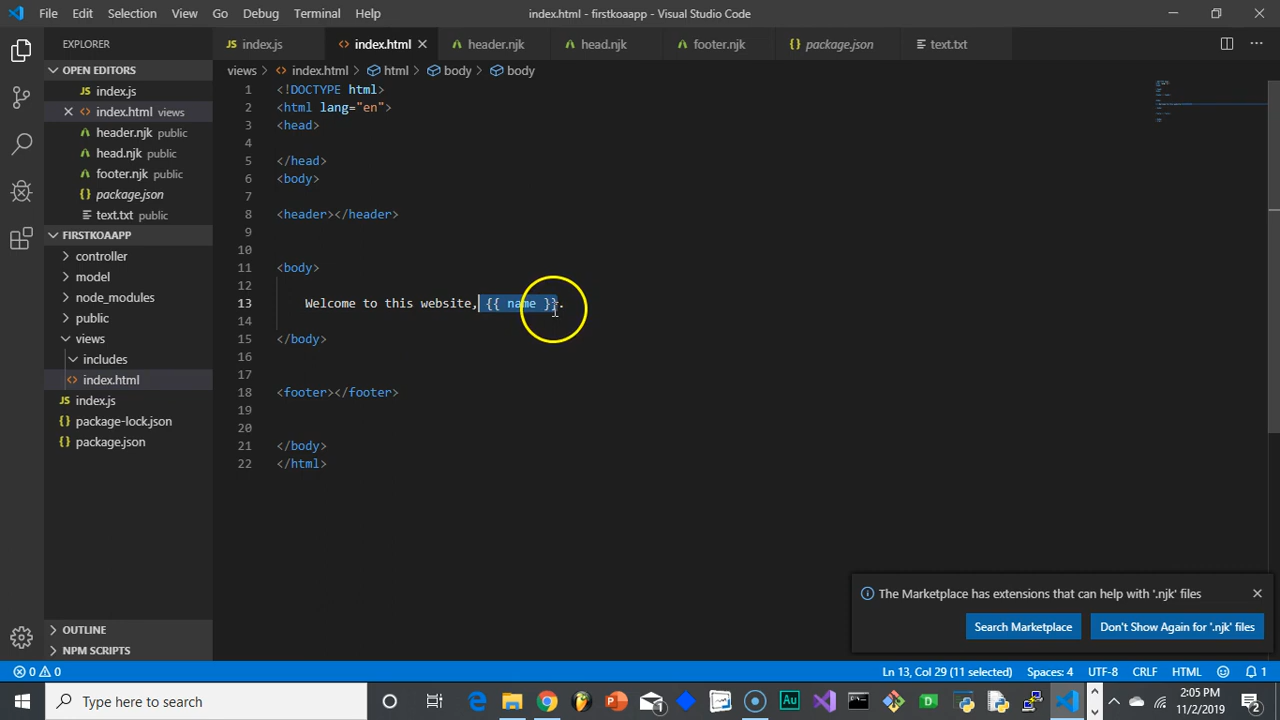 File Edit Selection View Go Debug Terminal Help
index.html - firstkoaapp - Visual Studio Code
EXPLORER
index.js
index.html
header.njk
head.njk
footer.njk
package.json
text.txt
OPEN EDITORS
index.js
index.html views
header.njk public
head.njk public
footer.njk public
package.json
text.txt public
FIRSTKOAAPP
controller
model
node_modules
public
views
includes
index.html
index.js
package-lock.json
package.json
OUTLINE
NPM SCRIPTS
views > index.html > html > body > body
1 <!DOCTYPE html>
2 <html lang="en">
3 <head>
4
5 </head>
6 <body>
7
8 <header></header>
9
10
11 <body>
12
13 Welcome to this website, {{ name }}.
14
15 </body>
16
17
18 <footer></footer>
19
20
21 </body>
22 </html>
The Marketplace has extensions that can help with '.njk' files
Search Marketplace
Don't Show Again for '.njk' files
0 0
Ln 13, Col 29 (11 selected)
Spaces: 4
UTF-8
CRLF
HTML
1
Type here to search
2:05 PM
11/2/2019
2